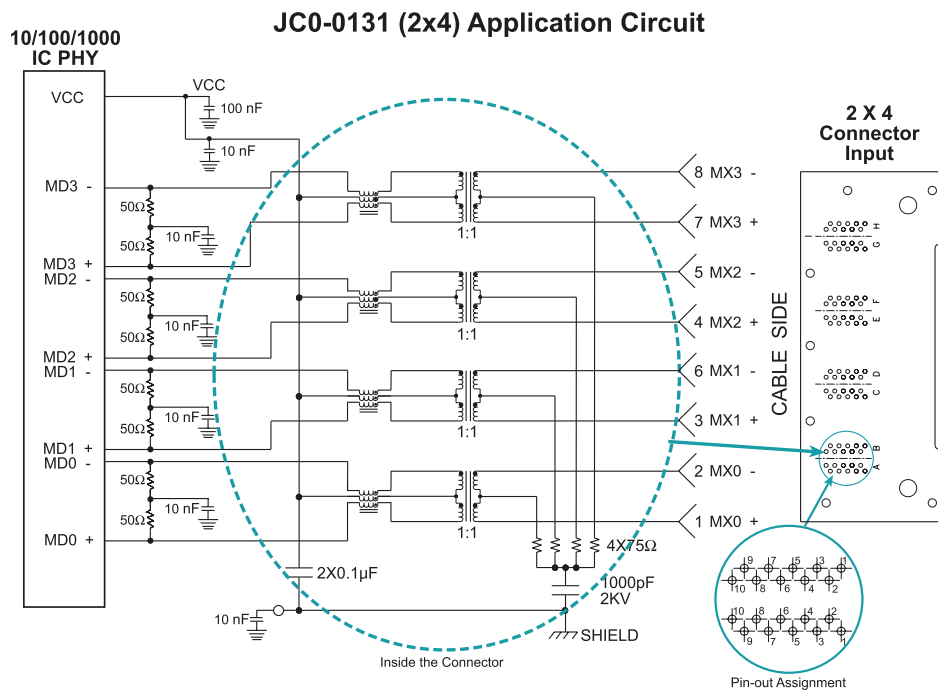 JC0-0131 (2x4) Application Circuit
10/100/1000
IC PHY
VCC
VCC
100 nF
10 nF
2 X 4
Connector
Input
MD3 -
50Ω
50Ω
10 nF
MD3 +
1:1
8 MX3 -
7 MX3 +
MD2 -
50Ω
50Ω
10 nF
MD2 +
1:1
5 MX2 -
4 MX2 +
MD1 -
50Ω
50Ω
10 nF
MD1 +
1:1
6 MX1 -
3 MX1 +
MD0 -
50Ω
50Ω
10 nF
MD0 +
1:1
2 MX0 -
1 MX0 +
CABLE SIDE
H
G
F
E
D
C
B
A
4X75Ω
2X0.1µF
1000pF
2KV
10 nF
SHIELD
Inside the Connector
9 7 5 3 1
10 8 6 4 2
10 8 6 4 2
9 7 5 3 1
Pin-out Assignment